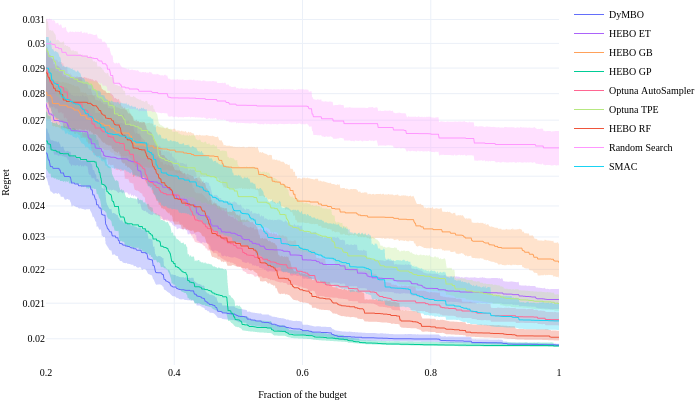 0.031
0.03
0.029
0.028
0.027
0.026
0.025
0.024
0.023
0.022
0.021
0.02
Regret
0.2
0.4
0.6
0.8
1
Fraction of the budget
DyMBO
HEBO ET
HEBO GB
HEBO GP
Optuna AutoSampler
Optuna TPE
HEBO RF
Random Search
SMAC